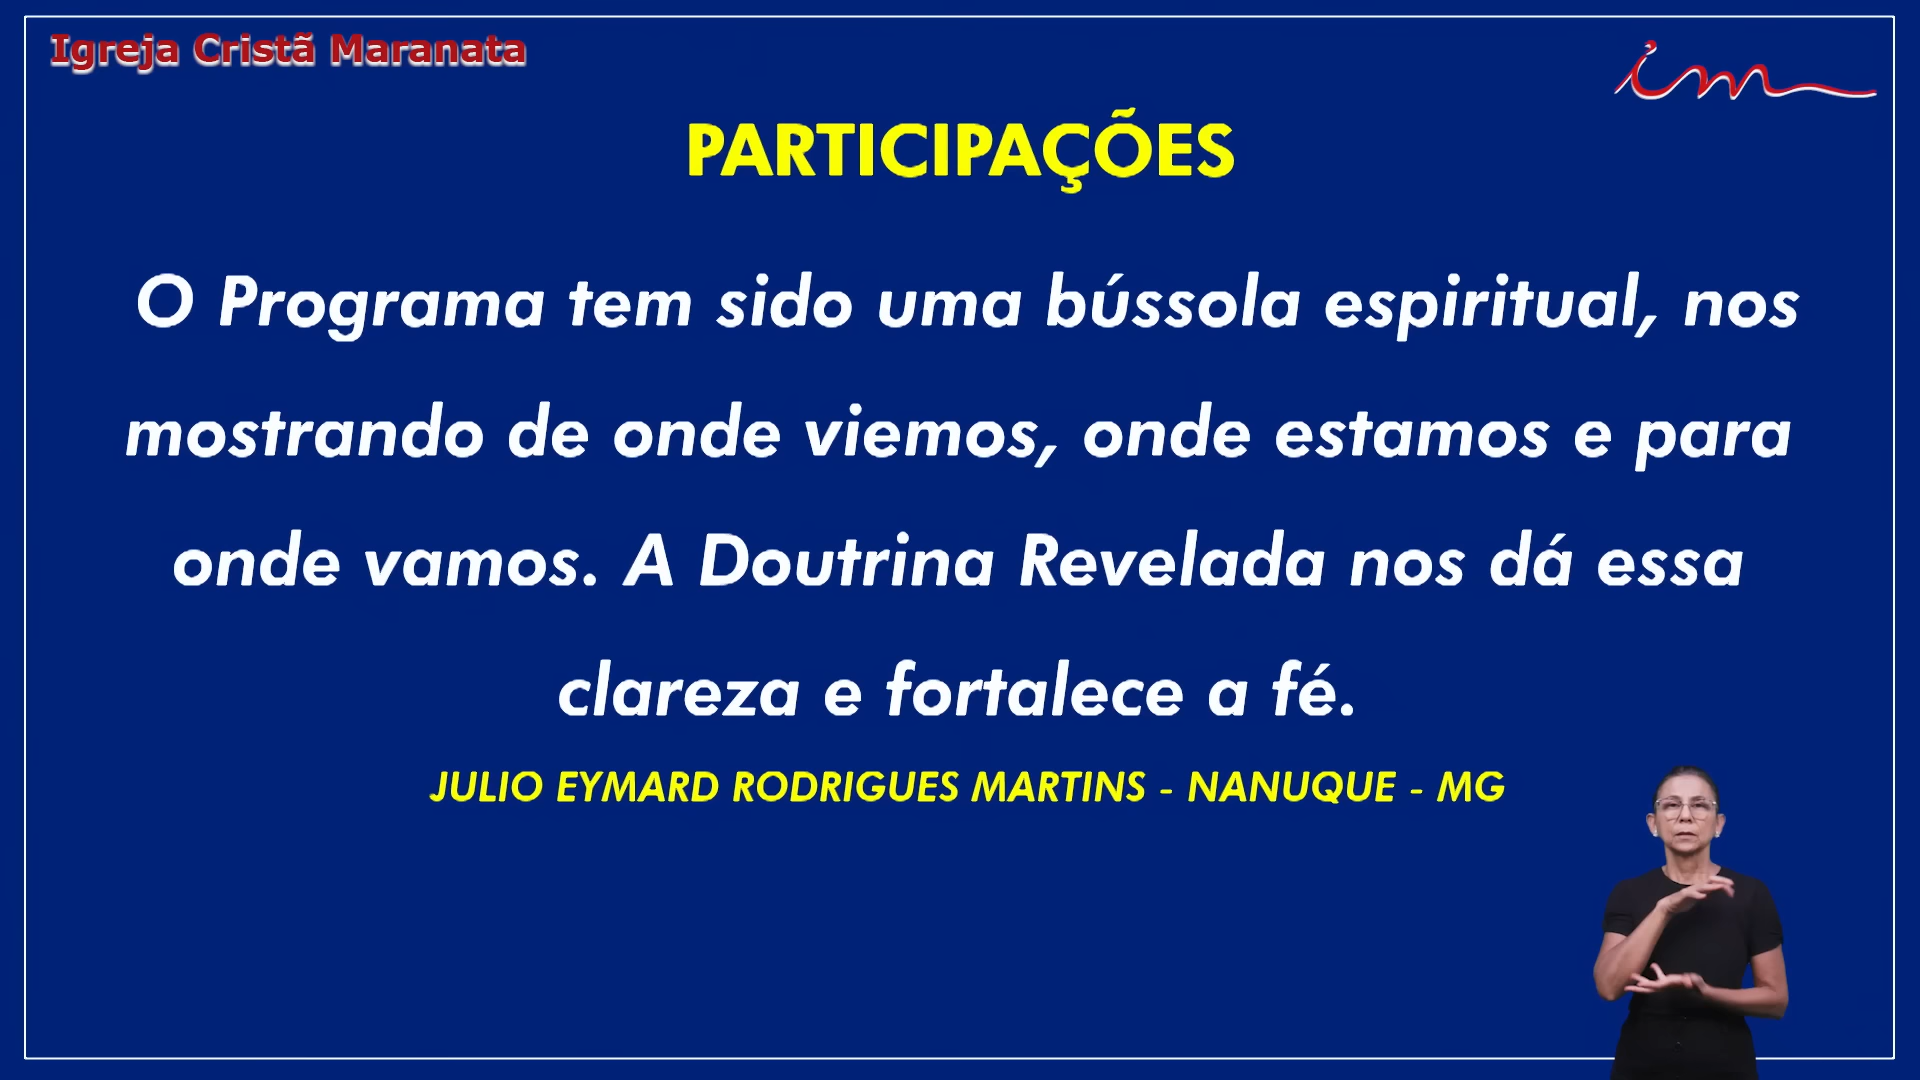 Igreja Cristã Maranata
im
PARTICIPAÇÕES
O Programa tem sido uma bússola espiritual, nos
mostrando de onde viemos, onde estamos e para
onde vamos. A Doutrina Revelada nos dá essa
clareza e fortalece a fé.
JULIO EYMARD RODRIGUES MARTINS - NANUQUE - MG